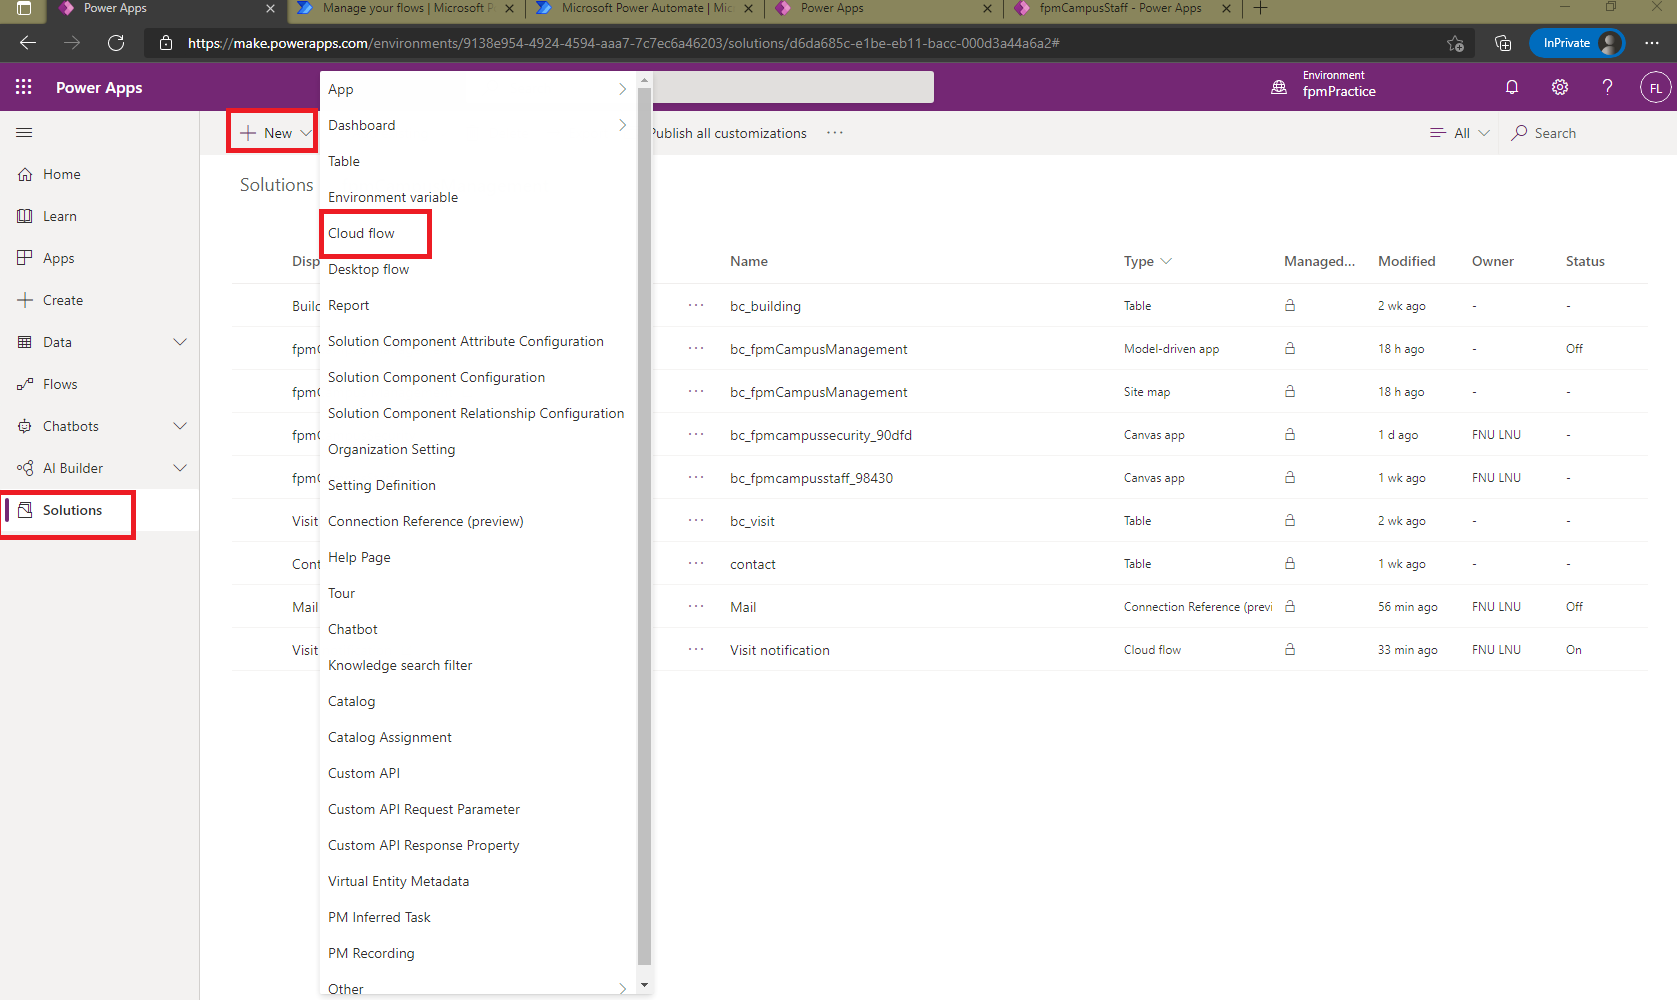 Power Apps
Manage your flows | Microsoft P
Microsoft Power Automate | Mic
Power Apps
fpmCampusStaff - Power Apps
https://make.powerapps.com/environments/9138e954-4924-4594-aaa7-7c7ec6a46203/solutions/d6da685c-e1be-eb11-bacc-000d3a44a6a2#
InPrivate
Power Apps
Environment
fpmPractice
FL
New
Publish all customizations
All
Search
Home
Learn
Apps
Create
Data
Flows
Chatbots
AI Builder
Solutions
Solutions
App
Dashboard
Table
Environment variable
Cloud flow
Desktop flow
Report
Solution Component Attribute Configuration
Solution Component Configuration
Solution Component Relationship Configuration
Organization Setting
Setting Definition
Connection Reference (preview)
Help Page
Tour
Chatbot
Knowledge search filter
Catalog
Catalog Assignment
Custom API
Custom API Request Parameter
Custom API Response Property
Virtual Entity Metadata
PM Inferred Task
PM Recording
Other
Disp Name Type Managed... Modified Owner Status
Builc bc_building Table 2 wk ago - -
fpmC bc_fpmCampusManagement Model-driven app 18 h ago - Off
fpmC bc_fpmCampusManagement Site map 18 h ago - -
fpmC bc_fpmcampussecurity_90dfd Canvas app 1 d ago FNU LNU -
fpmC bc_fpmcampusstaff_98430 Canvas app 1 wk ago FNU LNU -
Visit bc_visit Table 2 wk ago - -
Cont contact Table 1 wk ago - -
Mail Mail Connection Reference (previ 56 min ago FNU LNU Off
Visit Visit notification Cloud flow 33 min ago FNU LNU On